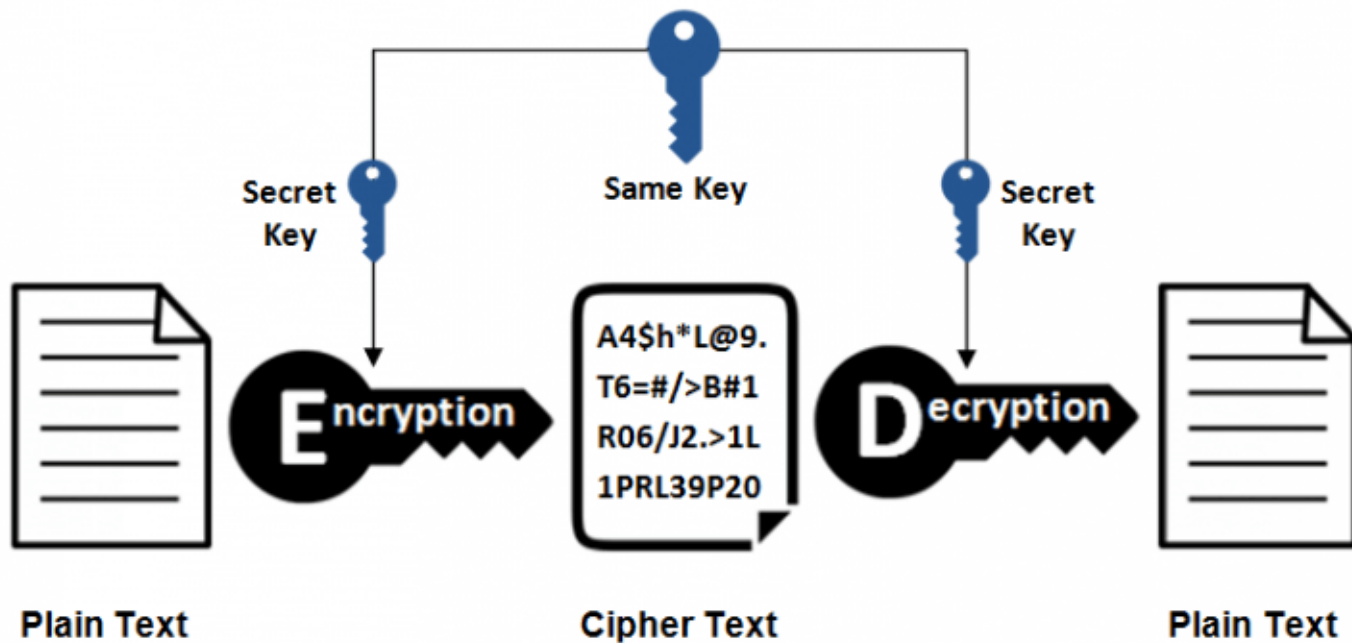 Same Key
Secret
Key
Secret
Key
Encryption
A4$h*L@9.
T6=#/>B#1
R06/J2.>1L
1PRL39P20
Decryption
Plain Text
Cipher Text
Plain Text